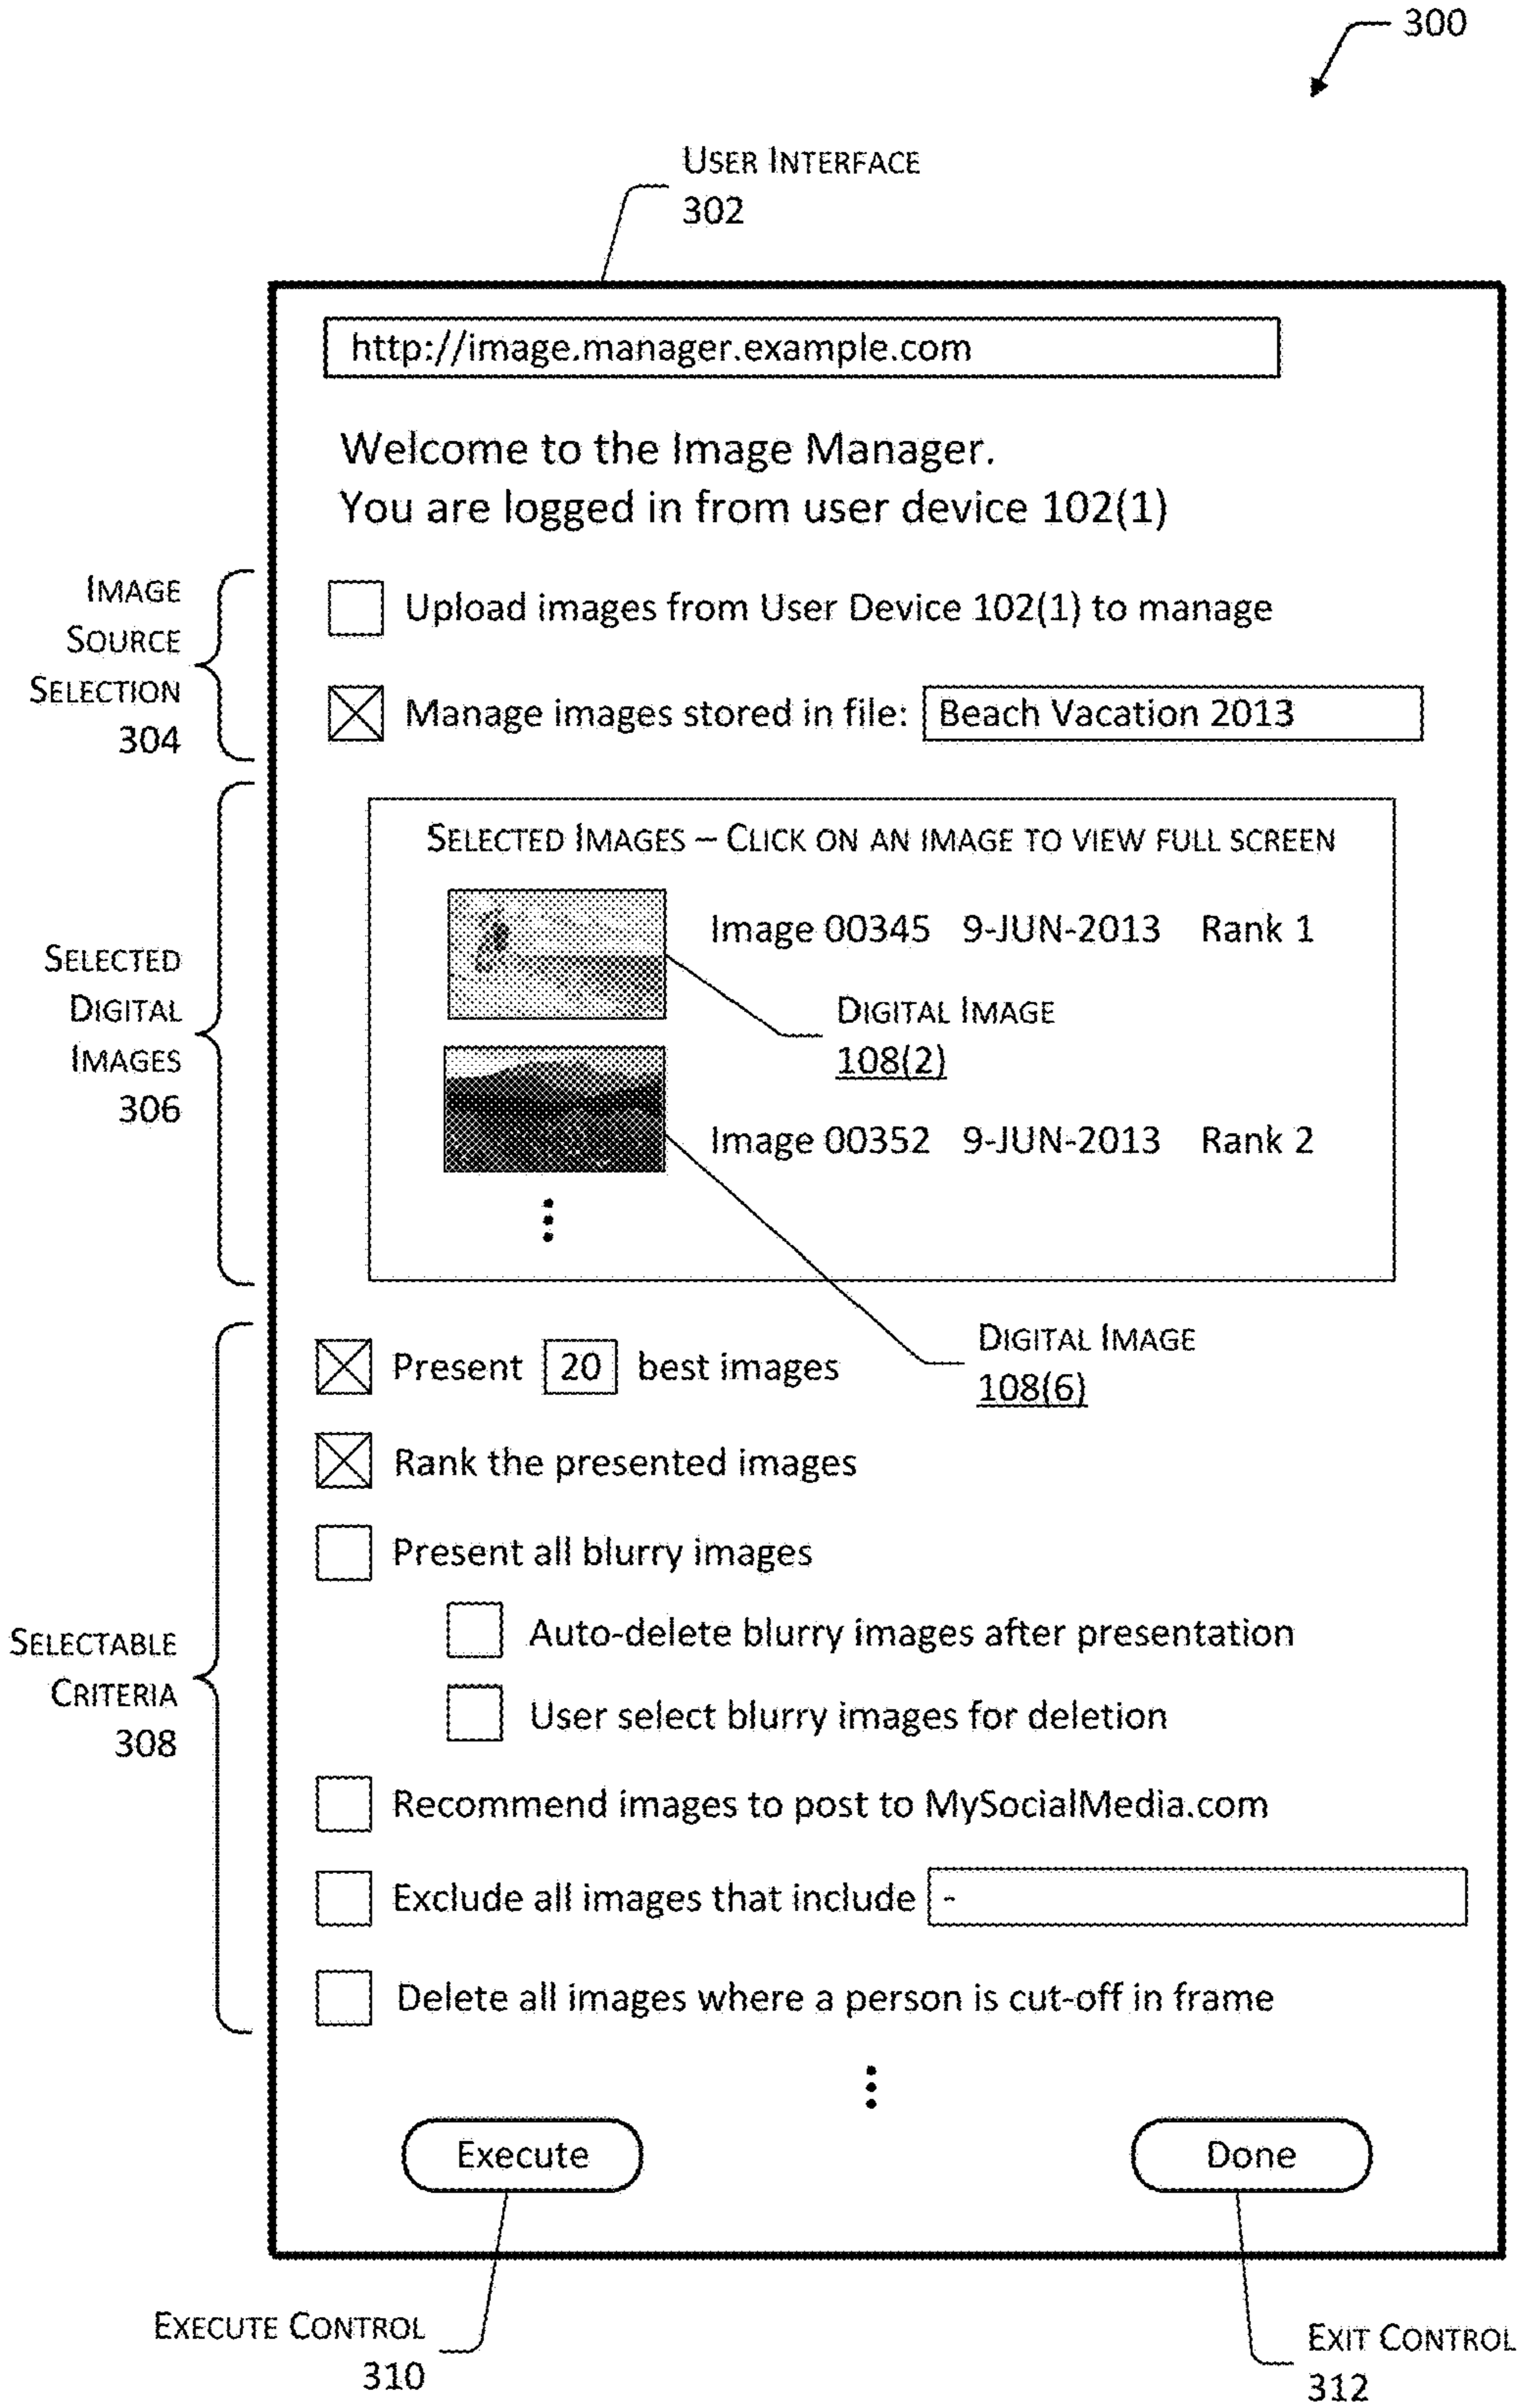 300
USER INTERFACE
302
http://image.manager.example.com
Welcome to the Image Manager.
You are logged in from user device 102(1)
IMAGE
SOURCE
SELECTION
304
Upload images from User Device 102(1) to manage
Manage images stored in file: Beach Vacation 2013
SELECTED
DIGITAL
IMAGES
306
SELECTED IMAGES – CLICK ON AN IMAGE TO VIEW FULL SCREEN
Image 00345 9-JUN-2013 Rank 1
DIGITAL IMAGE
108(2)
Image 00352 9-JUN-2013 Rank 2
DIGITAL IMAGE
108(6)
SELECTABLE
CRITERIA
308
Present 20 best images
Rank the presented images
Present all blurry images
Auto-delete blurry images after presentation
User select blurry images for deletion
Recommend images to post to MySocialMedia.com
Exclude all images that include -
Delete all images where a person is cut-off in frame
Execute
Done
EXECUTE CONTROL
310
EXIT CONTROL
312